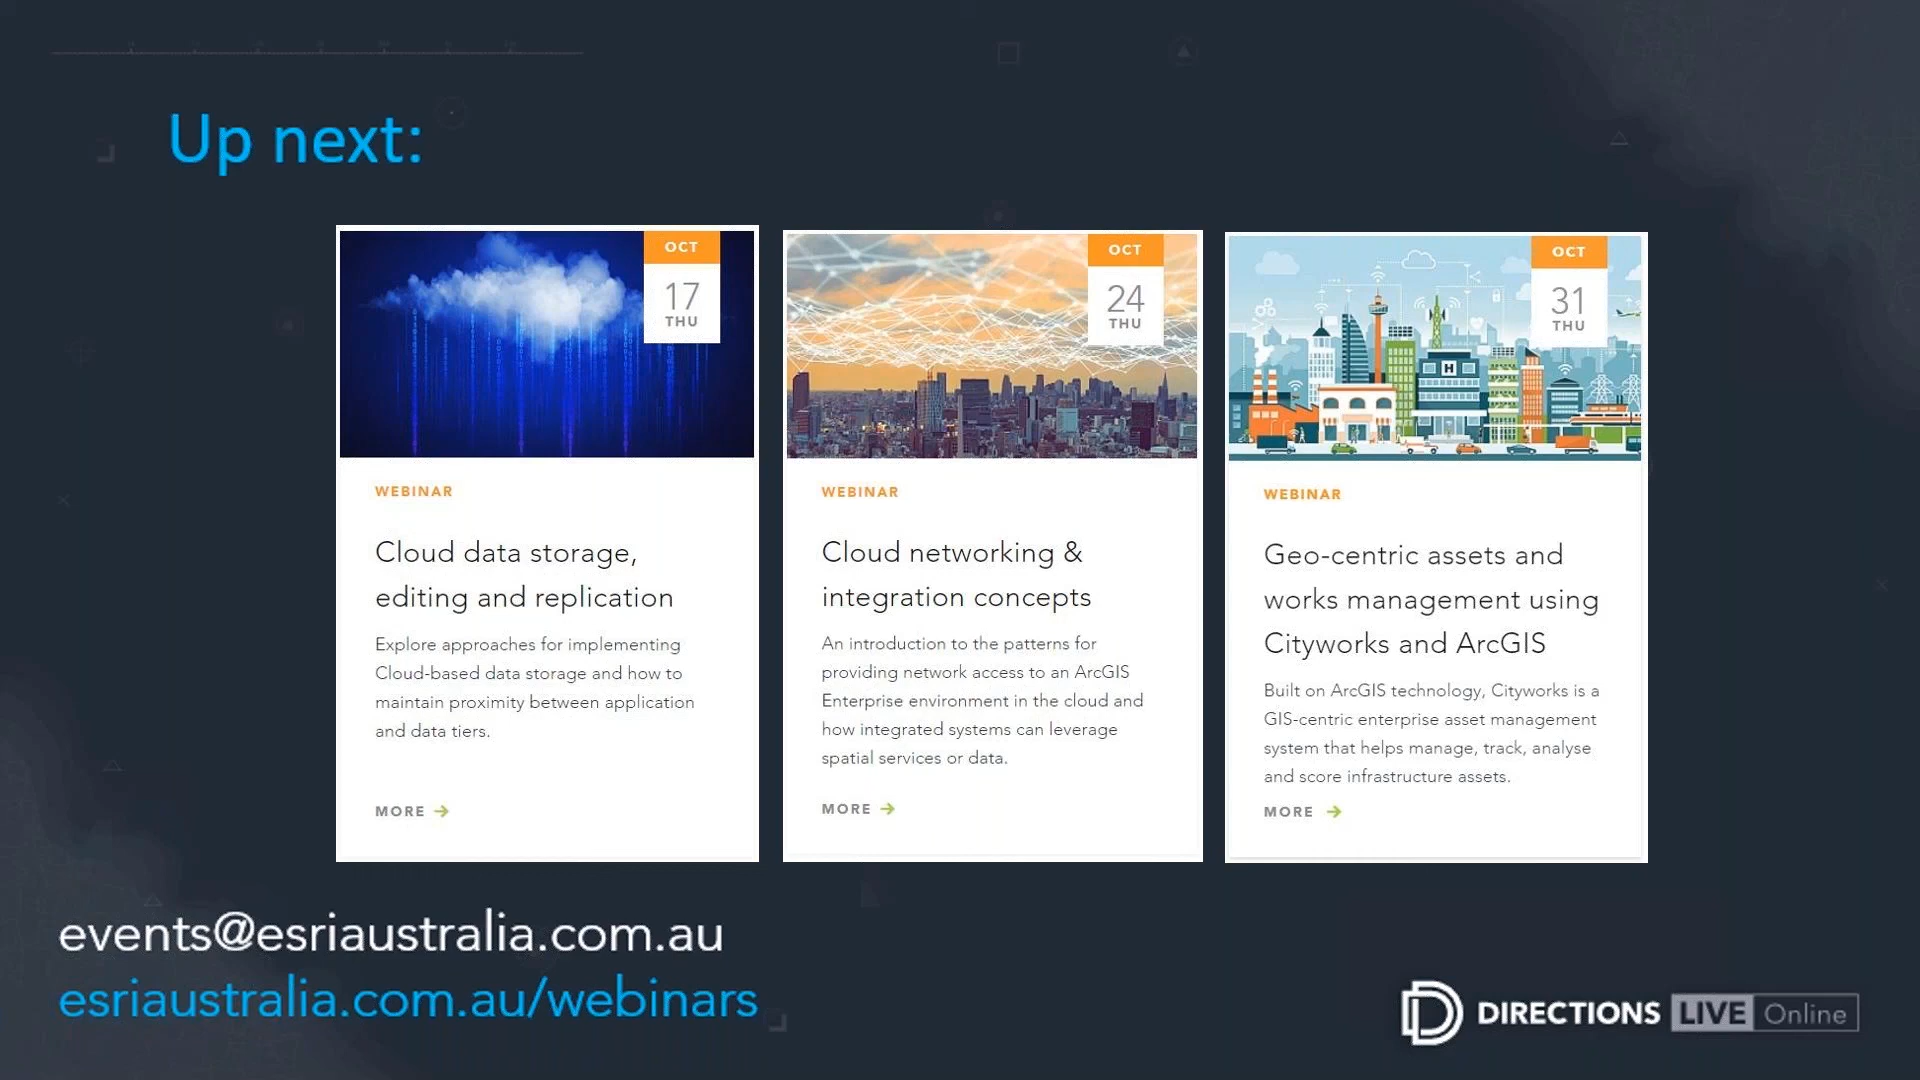 Up next:
OCT
17
THU
WEBINAR
Cloud data storage,
editing and replication
Explore approaches for implementing
Cloud-based data storage and how to
maintain proximity between application
and data tiers.
MORE
OCT
24
THU
WEBINAR
Cloud networking &
integration concepts
An introduction to the patterns for
providing network access to an ArcGIS
Enterprise environment in the cloud and
how integrated systems can leverage
spatial services or data.
MORE
OCT
31
THU
H
WEBINAR
Geo-centric assets and
works management using
Cityworks and ArcGIS
Built on ArcGIS technology, Cityworks is a
GIS-centric enterprise asset management
system that helps manage, track, analyse
and score infrastructure assets.
MORE
events@esriaustralia.com.au
esriaustralia.com.au/webinars
DIRECTIONS LIVE Online